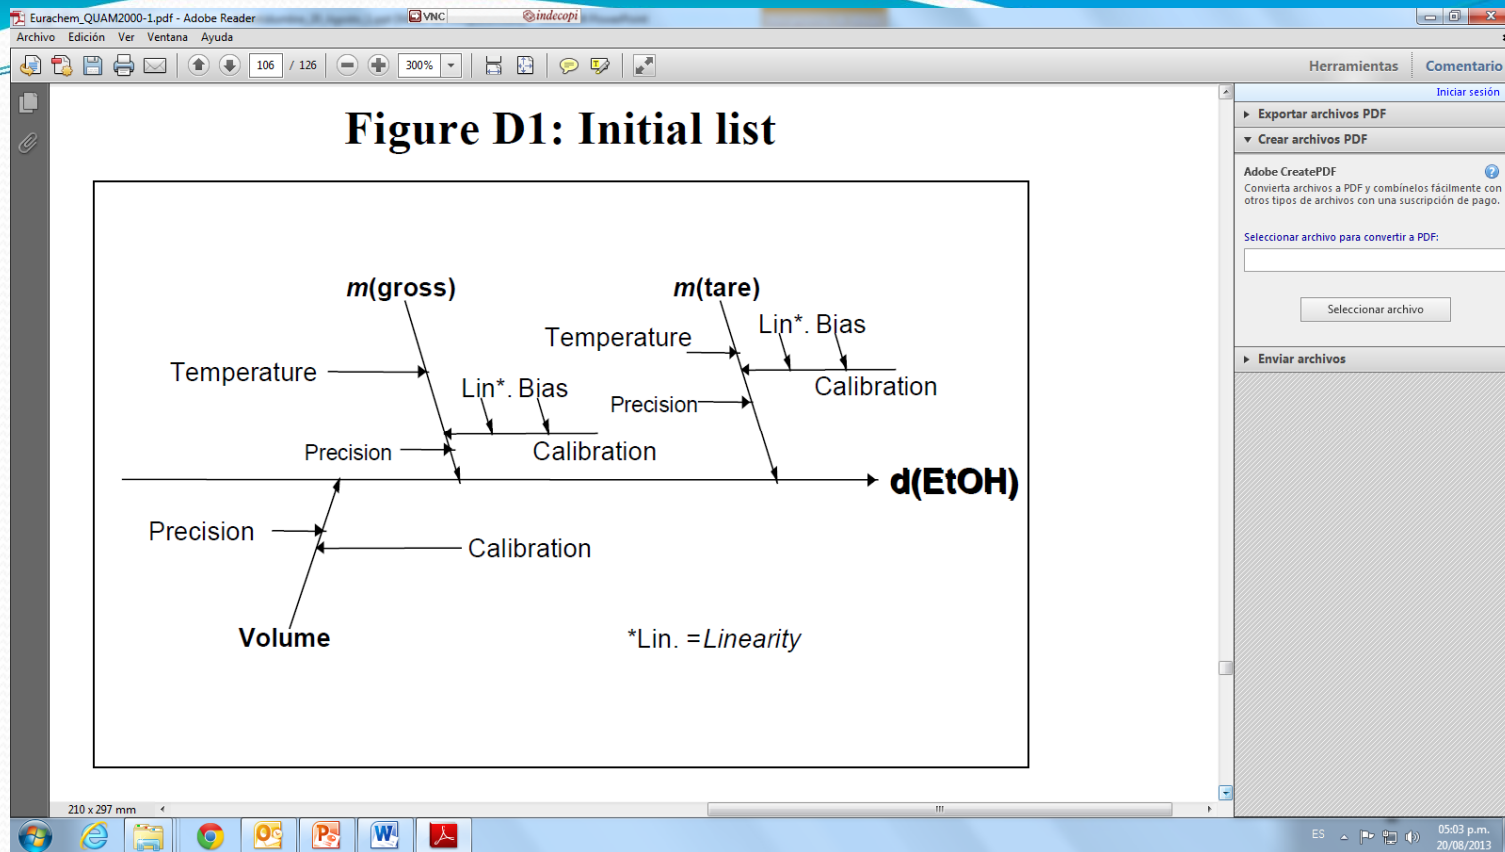 Eurachem_QUAM2000-1.pdf - Adobe Reader
VNC
indecopi
Archivo Edición Ver Ventana Ayuda
106 / 126 300%
Herramientas Comentario
Iniciar sesión
Figure D1: Initial list
m(gross) m(tare)
Temperature Lin*. Bias
Temperature Calibration
Lin*. Bias Precision
Precision Calibration
d(EtOH)
Precision
Calibration
Volume *Lin. =Linearity
Exportar archivos PDF
Crear archivos PDF
Adobe CreatePDF
Convierta archivos a PDF y combínelos fácilmente con
otros tipos de archivos con una suscripción de pago.
Seleccionar archivo para convertir a PDF:
Seleccionar archivo
Enviar archivos
210 x 297 mm
ES 05:03 p.m.
20/08/2013